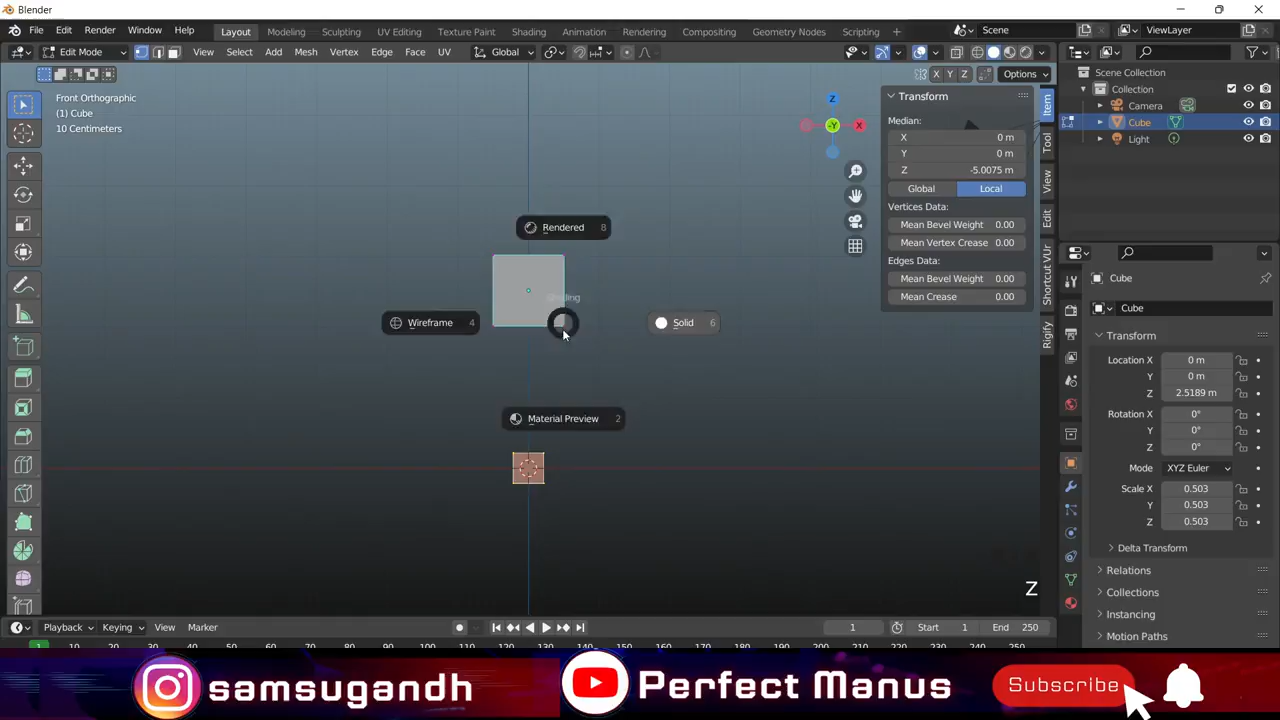 Blender
File Edit Render Window Help
Layout Modeling Sculpting UV Editing Texture Paint Shading Animation Rendering Compositing Geometry Nodes Scripting +
Scene
ViewLayer
Edit Mode View Select Add Mesh Vertex Edge Face UV Global
X Y Z Options
Front Orthographic
(1) Cube
10 Centimeters
Z
-Y
X
Transform
Median:
X 0 m
Y 0 m
Z -5.0075 m
Global Local
Vertices Data:
Mean Bevel Weight 0.00
Mean Vertex Crease 0.00
Edges Data:
Mean Bevel Weight 0.00
Mean Crease 0.00
Item
Tool
View
Edit
Shortcut VUr
Rigify
Rendered 8
Wireframe 4
Solid 6
Material Preview 2
Z
Scene Collection
Collection
Camera
Cube
Light
Cube
Cube
Transform
Location X 0 m
Y 0 m
Z 2.5189 m
Rotation X 0°
Y 0°
Z 0°
Mode XYZ Euler
Scale X 0.503
Y 0.503
Z 0.503
Delta Transform
Relations
Collections
Instancing
Motion Paths
Playback Keying View Marker
1 Start 1 End 250
samsugandh
Perfect Manus
Subscribe